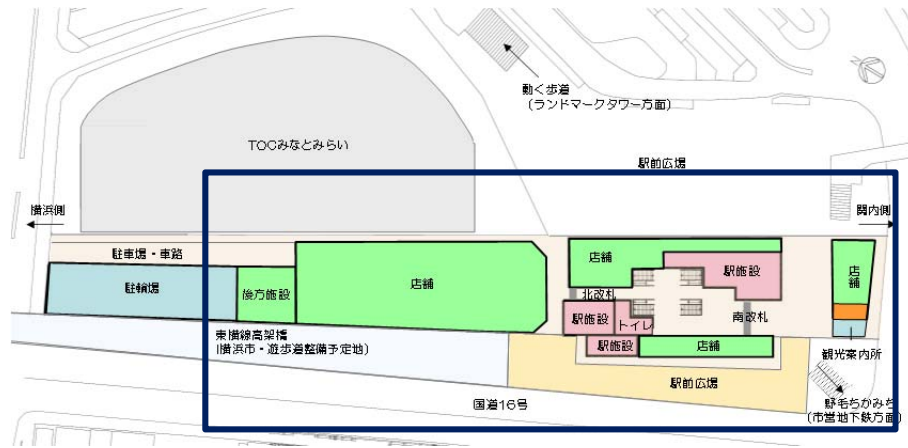 動く歩道
(ランドマークタワー方面)
TOCみなとみらい
駅前広場
横浜側
関内側
駐車場・車路
店舗
駅施設
店舗
駐輪場
後方施設
店舗
北改札
駅施設
トイレ
南改札
東横線高架橋
(横浜市・遊歩道整備予定地)
駅施設
店舗
観光案内所
駅前広場
国道16号
野毛ちかみち
(市営地下鉄方面)